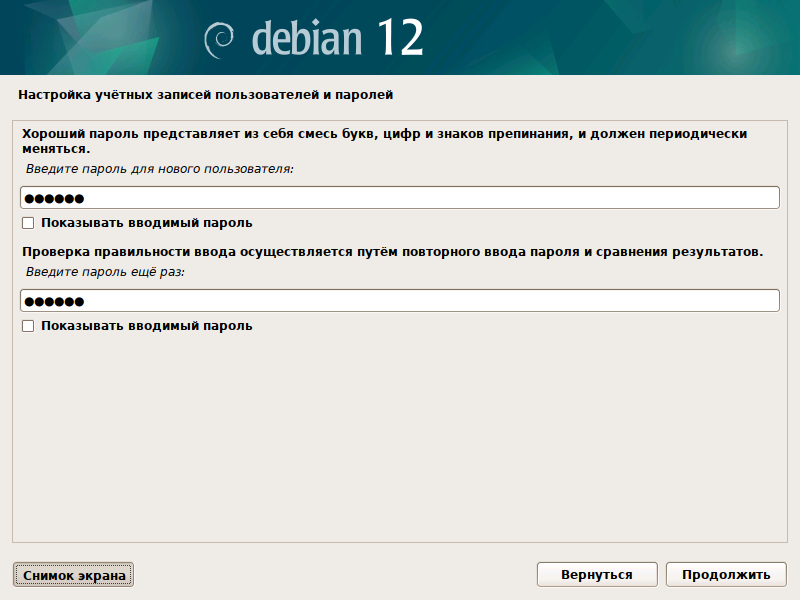 debian 12
Настройка учётных записей пользователей и паролей
Хороший пароль представляет из себя смесь букв, цифр и знаков препинания, и должен периодически
меняться.
Введите пароль для нового пользователя:
●●●●●●
Показывать вводимый пароль
Проверка правильности ввода осуществляется путём повторного ввода пароля и сравнения результатов.
Введите пароль ещё раз:
●●●●●●
Показывать вводимый пароль
Снимок экрана
Вернуться
Продолжить